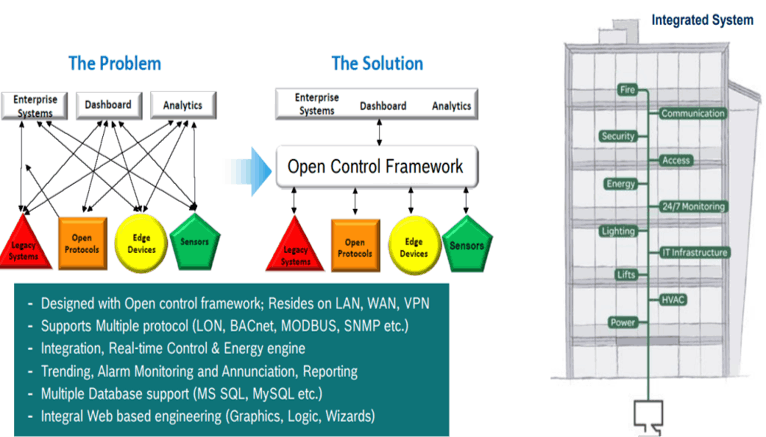 Integrated System
The Problem
Enterprise
Systems
Dashboard
Analytics
Legacy
Systems
Open
Protocols
Edge
Devices
Sensors
The Solution
Enterprise
Systems
Dashboard
Analytics
Open Control Framework
Legacy
Systems
Open
Protocols
Edge
Devices
Sensors
- Designed with Open control framework; Resides on LAN, WAN, VPN
- Supports Multiple protocol (LON, BACnet, MODBUS, SNMP etc.)
- Integration, Real-time Control & Energy engine
- Trending, Alarm Monitoring and Annunciation, Reporting
- Multiple Database support (MS SQL, MySQL etc.)
- Integral Web based engineering (Graphics, Logic, Wizards)
Fire
Communication
Security
Access
Energy
24/7 Monitoring
Lighting
IT Infrastructure
Lifts
HVAC
Power